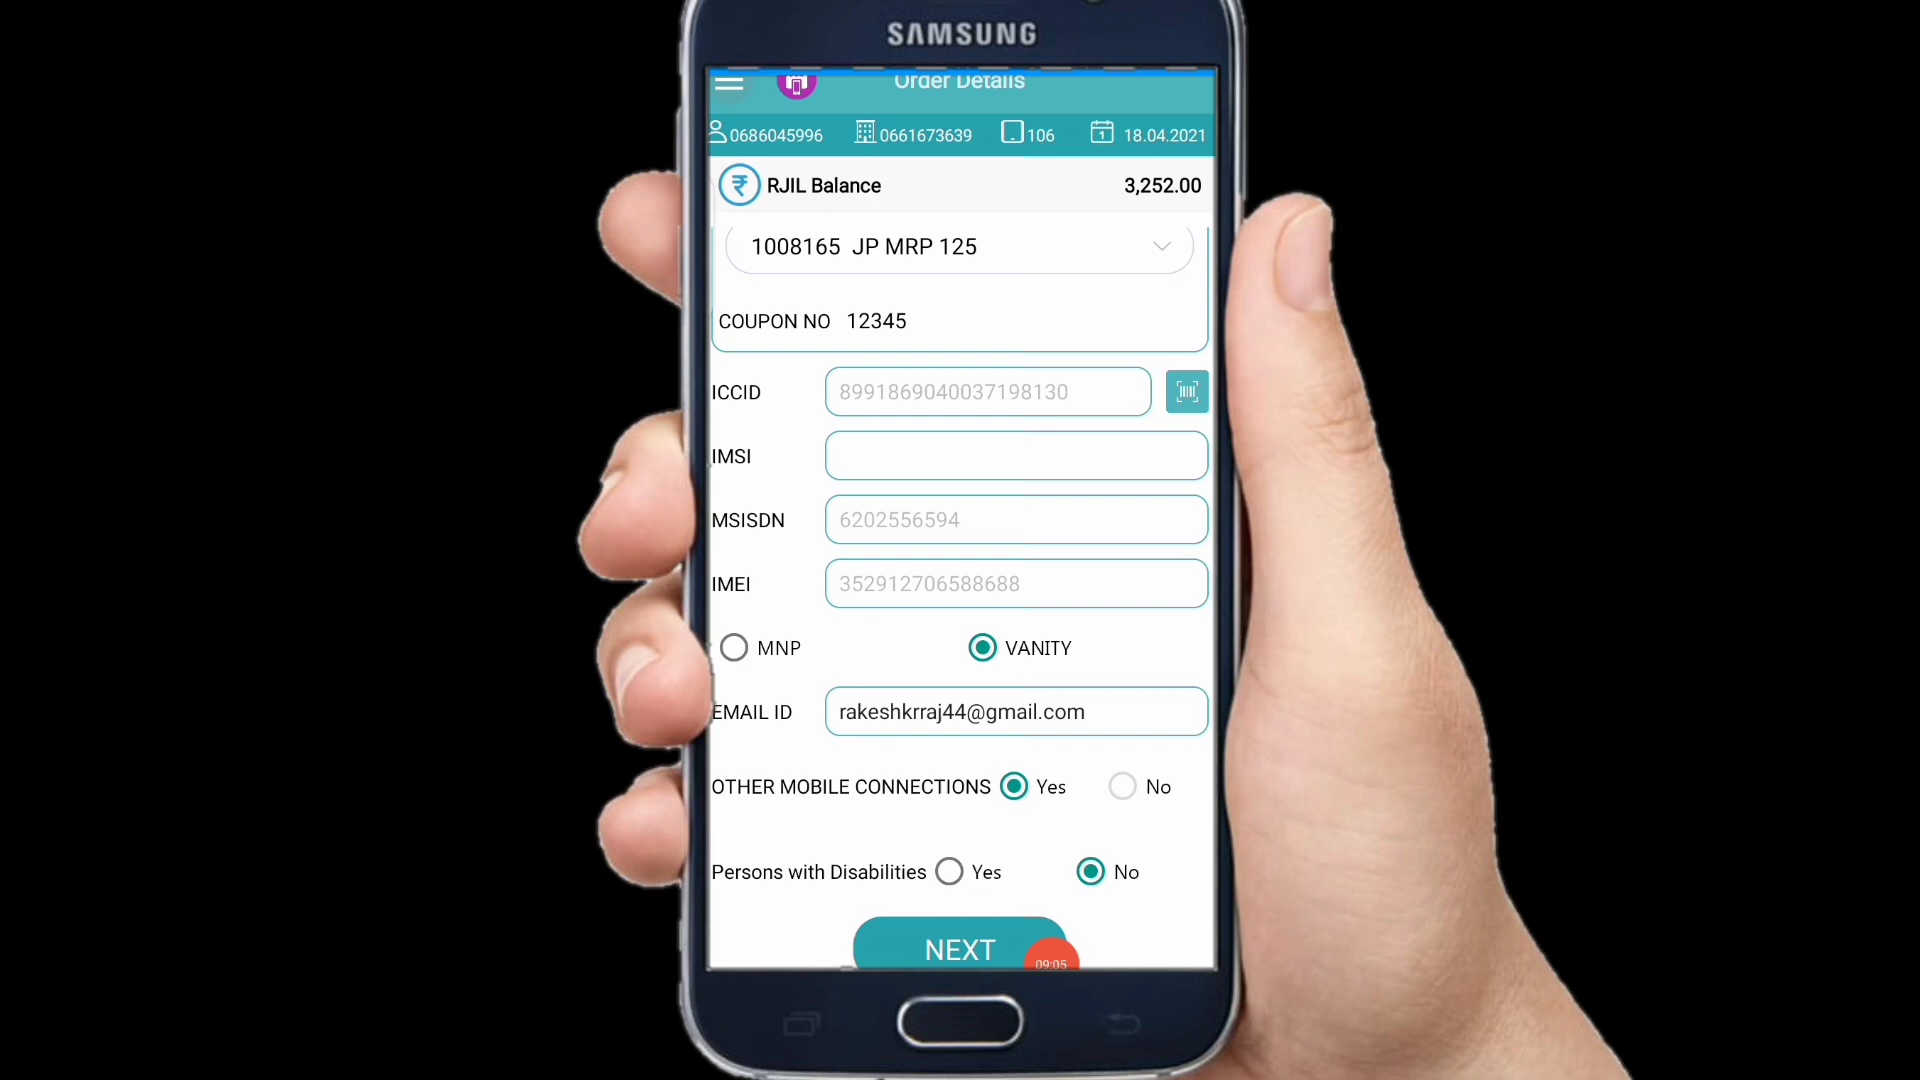 SAMSUNG
Order Details
0686045996 0661673639 106 1 18.04.2021
₹ RJIL Balance 3,252.00
1008165 JP MRP 125
COUPON NO 12345
ICCID 8991869040037198130
IMSI
MSISDN 6202556594
IMEI 352912706588688
MNP VANITY
EMAIL ID rakeshkrraj44@gmail.com
OTHER MOBILE CONNECTIONS Yes No
Persons with Disabilities Yes No
NEXT
09:05